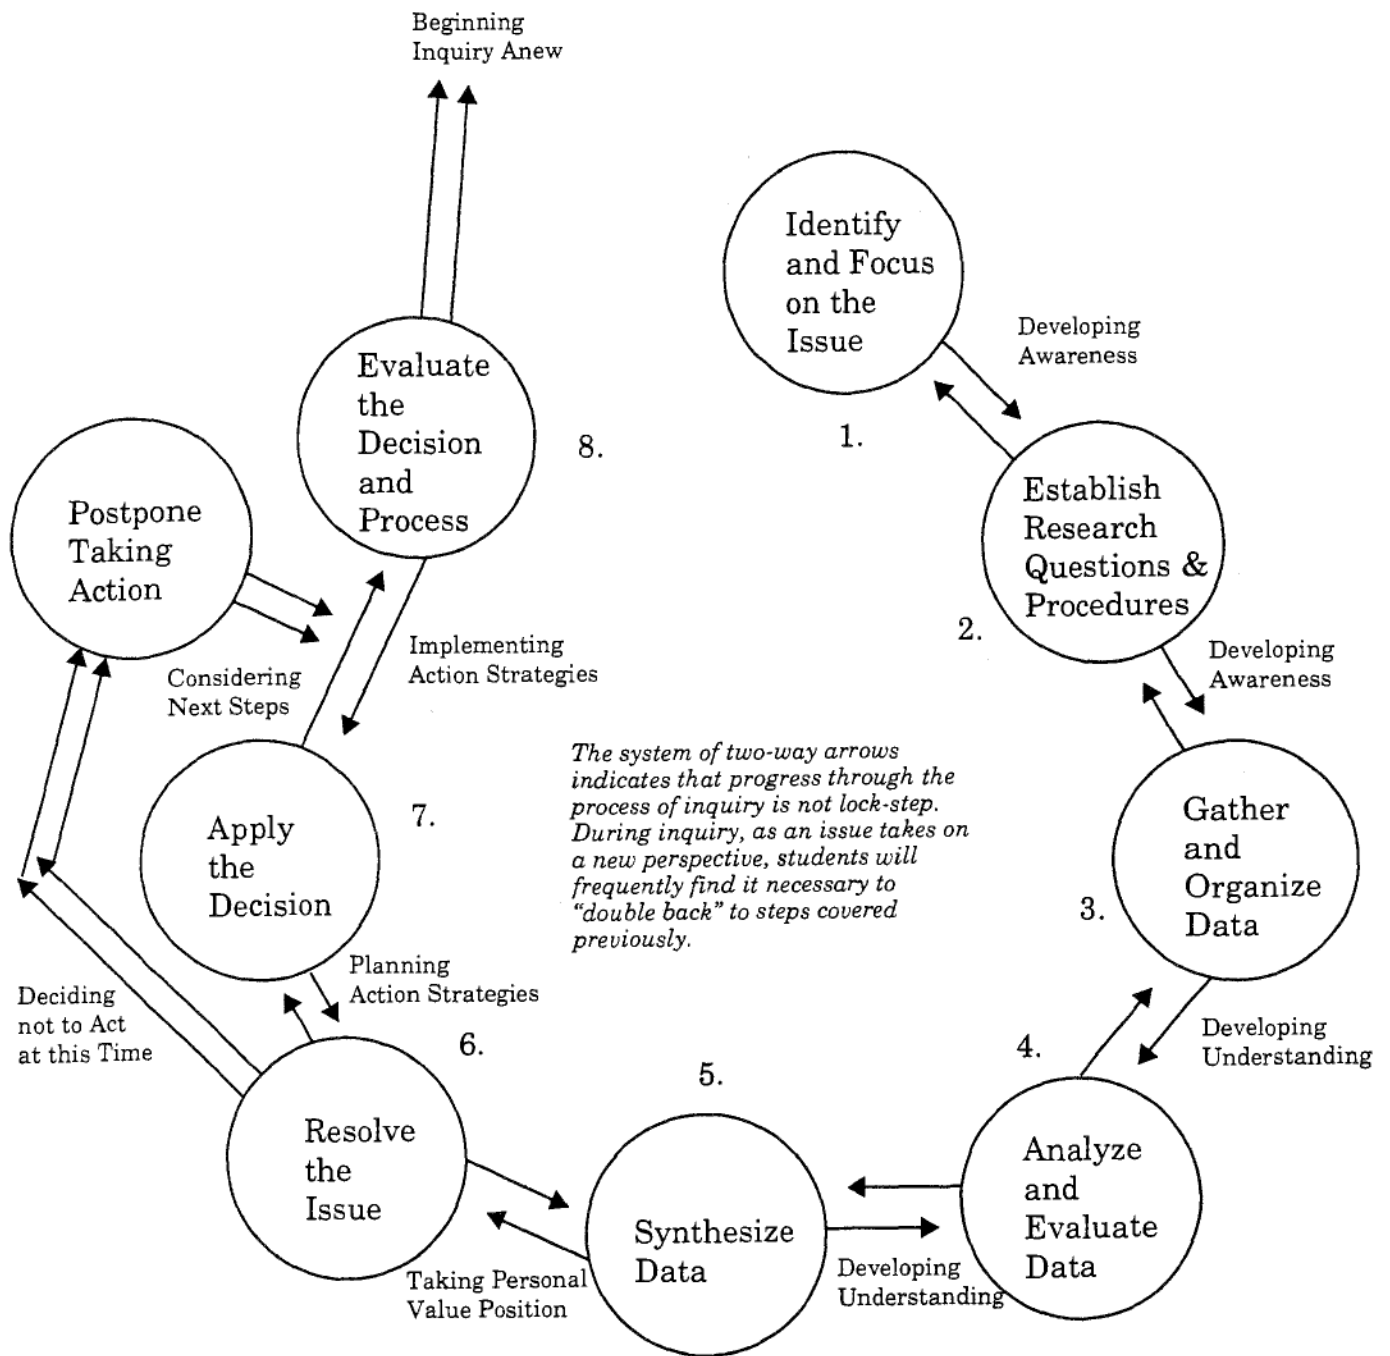 Beginning
Inquiry Anew
Identify
and Focus
on the
Issue
1.
Developing
Awareness
Establish
Research
Questions &
Procedures
2.
Developing
Awareness
Gather
and
Organize
Data
3.
Developing
Understanding
4.
Analyze
and
Evaluate
Data
Developing
Understanding
5.
Synthesize
Data
Taking Personal
Value Position
6.
Resolve
the
Issue
Planning
Action Strategies
Deciding
not to Act
at this Time
7.
Apply
the
Decision
Postpone
Taking
Action
Considering
Next Steps
Implementing
Action Strategies
8.
Evaluate
the
Decision
and
Process
The system of two-way arrows
indicates that progress through the
process of inquiry is not lock-step.
During inquiry, as an issue takes on
a new perspective, students will
frequently find it necessary to
“double back” to steps covered
previously.